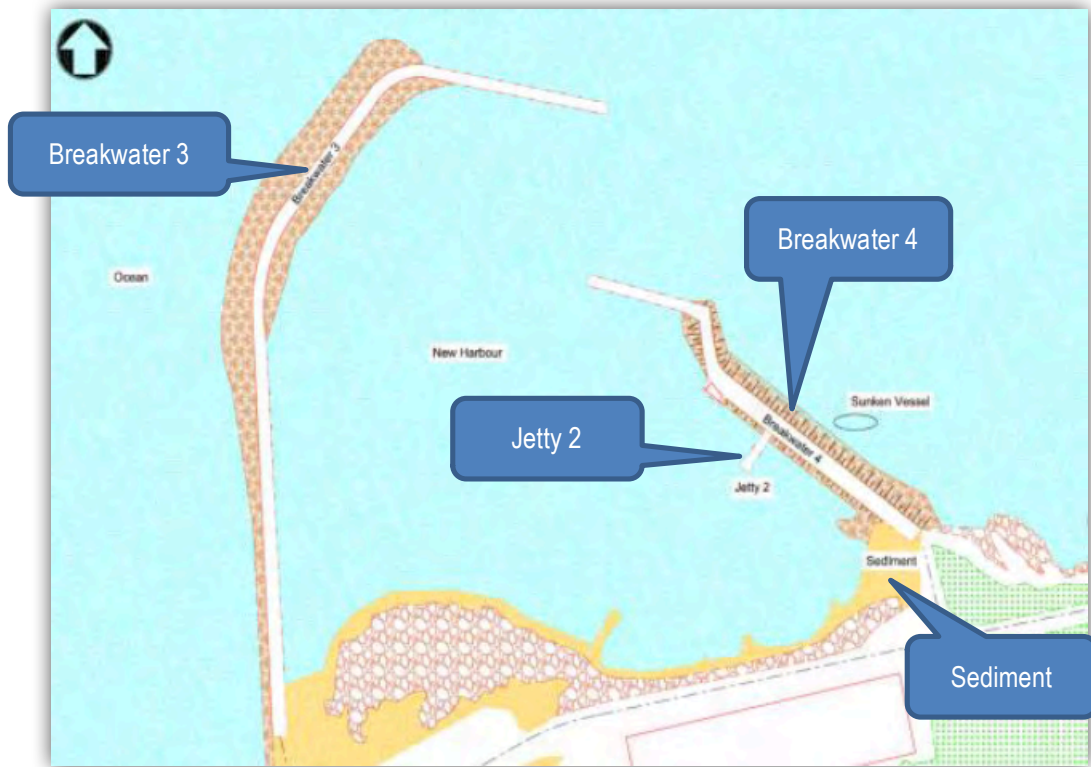 Breakwater 3
Breakwater 3
Breakwater 4
Ocean
New Harbour
Sunken Vessel
Jetty 2
Breakwater 4
Jetty 2
Sediment
Sediment